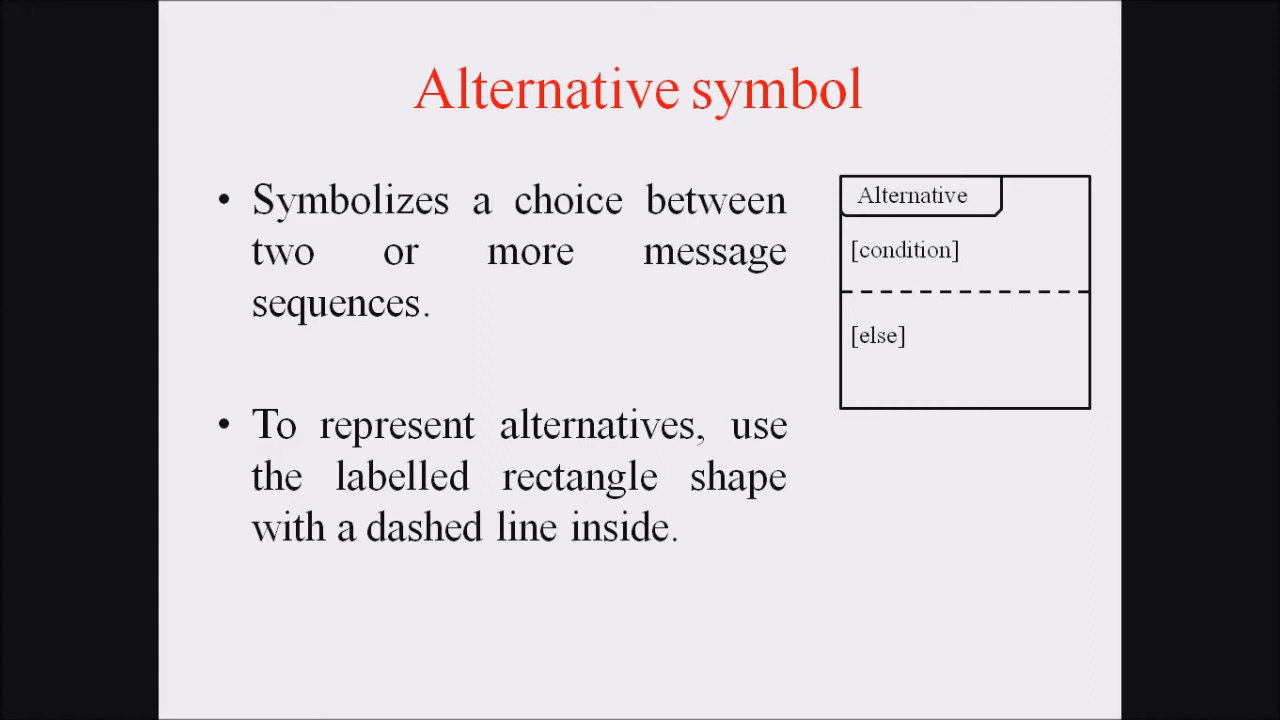 Alternative symbol
• Symbolizes a choice between
two or more message
sequences.
• To represent alternatives, use
the labelled rectangle shape
with a dashed line inside.
Alternative
[condition]
[else]